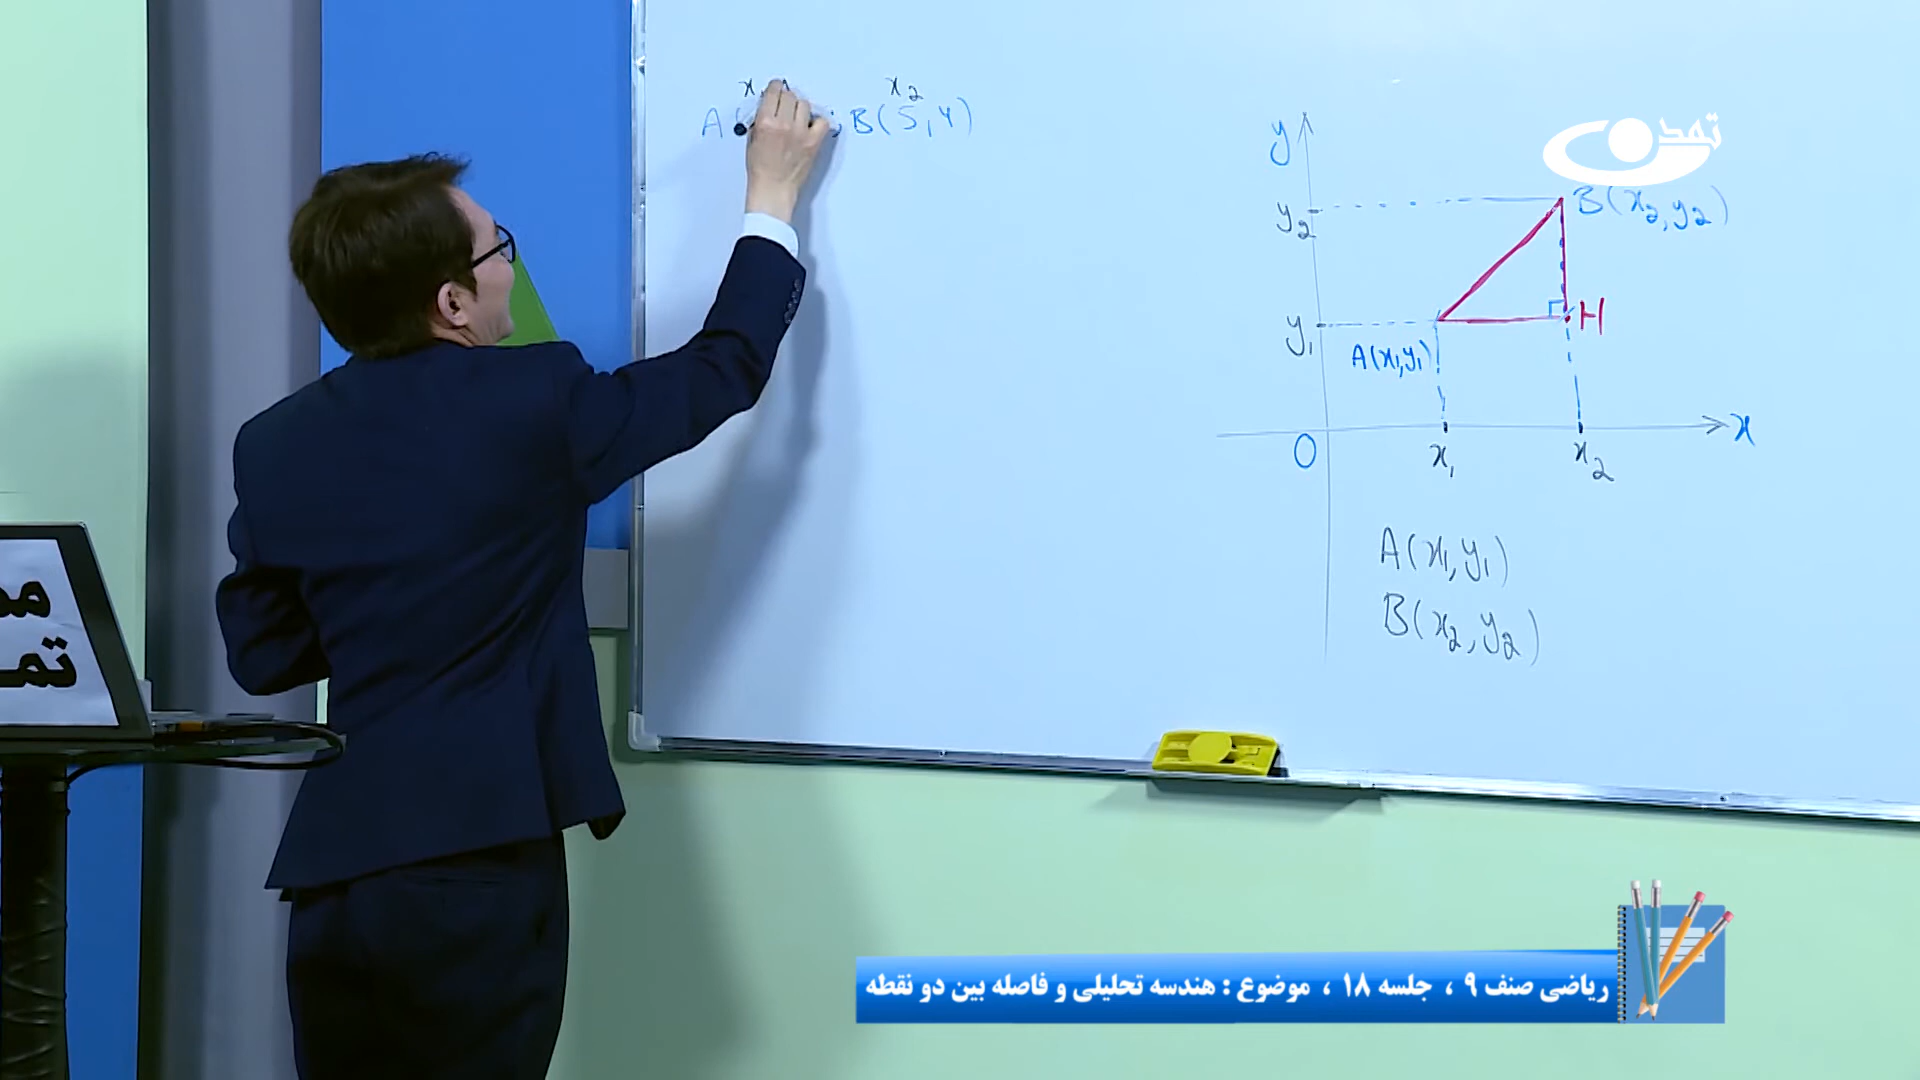 x₂
A( ; B(5,4)
تمدن
y
y₂
B(x₂,y₂)
H
y₁
A(x₁,y₁)
0
x
x₁
x₂
A(x₁,y₁)
B(x₂,y₂)
ریاضی صنف ۹ ، جلسه ۱۸ ، موضوع : هندسه تحلیلی و فاصله بین دو نقطه